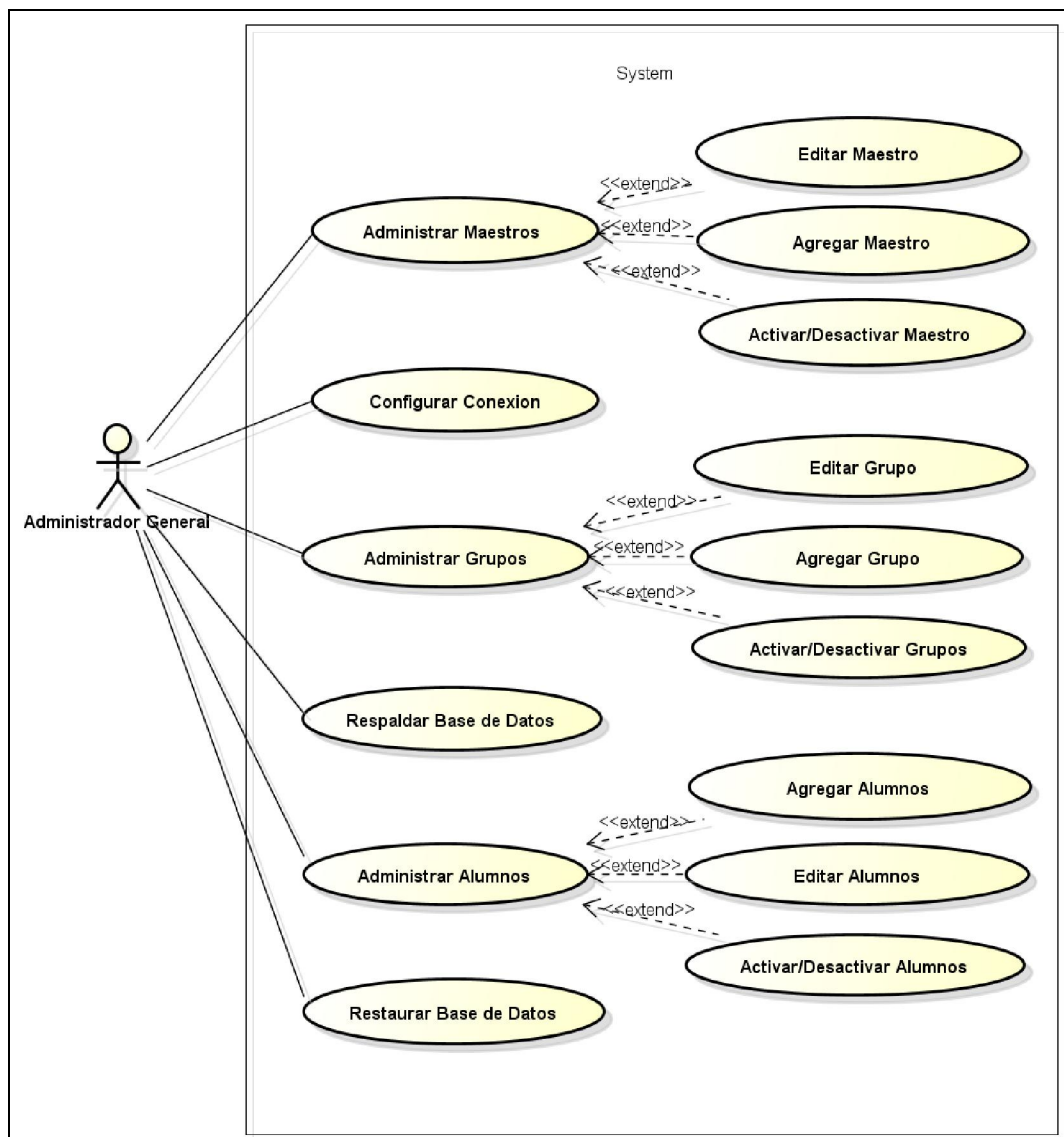 System
Editar Maestro
<<extend>>
Administrar Maestros
<<extend>>
Agregar Maestro
<<extend>>
Activar/Desactivar Maestro
Configurar Conexion
Administrador General
Editar Grupo
<<extend>>
Administrar Grupos
<<extend>>
Agregar Grupo
<<extend>>
Activar/Desactivar Grupos
Respaldar Base de Datos
Agregar Alumnos
<<extend>>
Administrar Alumnos
<<extend>>
Editar Alumnos
<<extend>>
Activar/Desactivar Alumnos
Restaurar Base de Datos